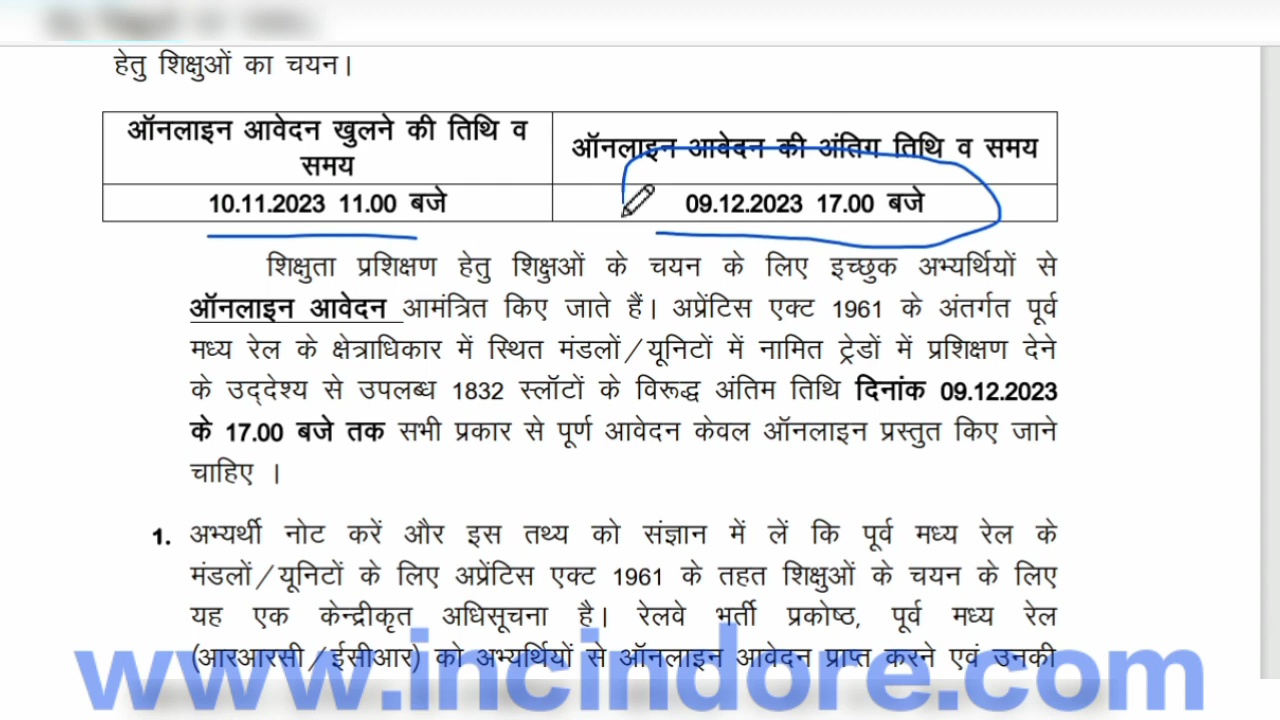 हेतु शिक्षुओं का चयन।
ऑनलाइन आवेदन खुलने की तिथि व
समय
ऑनलाइन आवेदन की अंतिग तिथि व समय
10.11.2023 11.00 बजे
09.12.2023 17.00 बजे
शिक्षुता प्रशिक्षण हेतु शिक्षुओं के चयन के लिए इच्छुक अभ्यर्थियों से
ऑनलाइन आवेदन आमंत्रित किए जाते हैं। अप्रेंटिस एक्ट 1961 के अंतर्गत पूर्व
मध्य रेल के क्षेत्राधिकार में स्थित मंडलों/यूनिटों में नामित ट्रेडों में प्रशिक्षण देने
के उद्देश्य से उपलब्ध 1832 स्लॉटों के विरूद्ध अंतिम तिथि दिनांक 09.12.2023
के 17.00 बजे तक सभी प्रकार से पूर्ण आवेदन केवल ऑनलाइन प्रस्तुत किए जाने
चाहिए ।
1. अभ्यर्थी नोट करें और इस तथ्य को संज्ञान में लें कि पूर्व मध्य रेल के
मंडलों/यूनिटों के लिए अप्रेंटिस एक्ट 1961 के तहत शिक्षुओं के चयन के लिए
यह एक केन्द्रीकृत अधिसूचना है। रेलवे भर्ती प्रकोष्ठ, पूर्व मध्य रेल
(आरआरसी/ईसीआर) को अभ्यर्थियों से ऑनलाइन आवेदन प्राप्त करने एवं उनकी
www.incindore.com